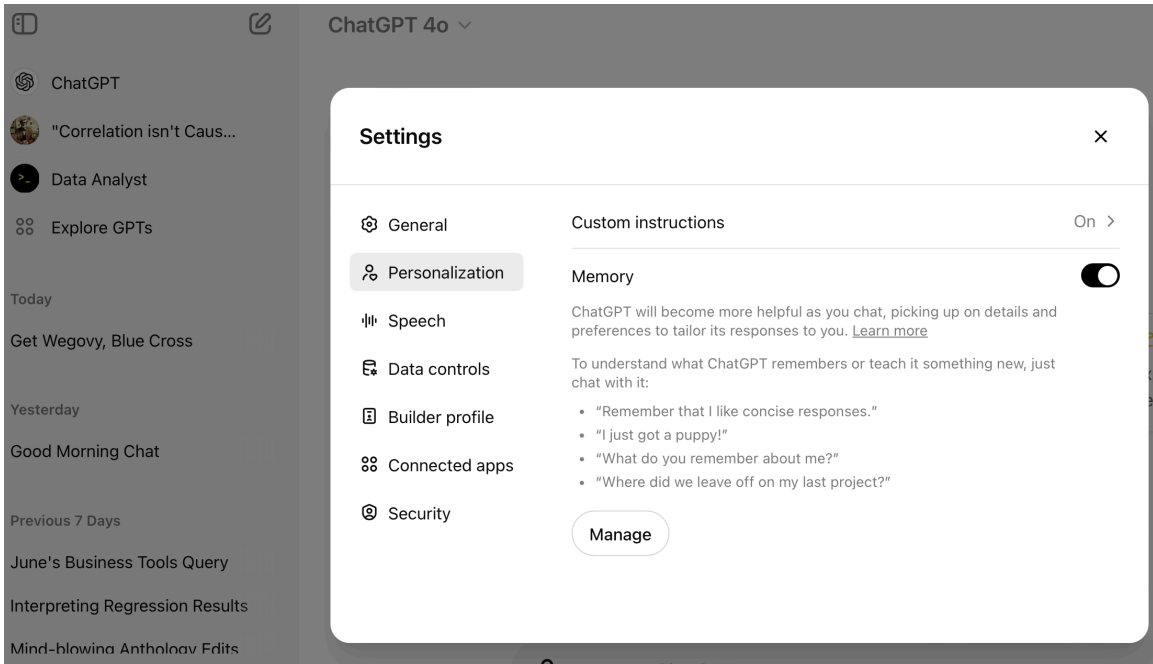 ChatGPT 4o
ChatGPT
"Correlation isn't Caus...
Data Analyst
Explore GPTs
Today
Get Wegovy, Blue Cross
Yesterday
Good Morning Chat
Previous 7 Days
June's Business Tools Query
Interpreting Regression Results
Mind-blowing Anthology Edits
Settings
General
Personalization
Speech
Data controls
Builder profile
Connected apps
Security
Custom instructions
On
Memory
ChatGPT will become more helpful as you chat, picking up on details and
preferences to tailor its responses to you. Learn more
To understand what ChatGPT remembers or teach it something new, just
chat with it:
• “Remember that I like concise responses.”
• “I just got a puppy!”
• “What do you remember about me?”
• “Where did we leave off on my last project?”
Manage